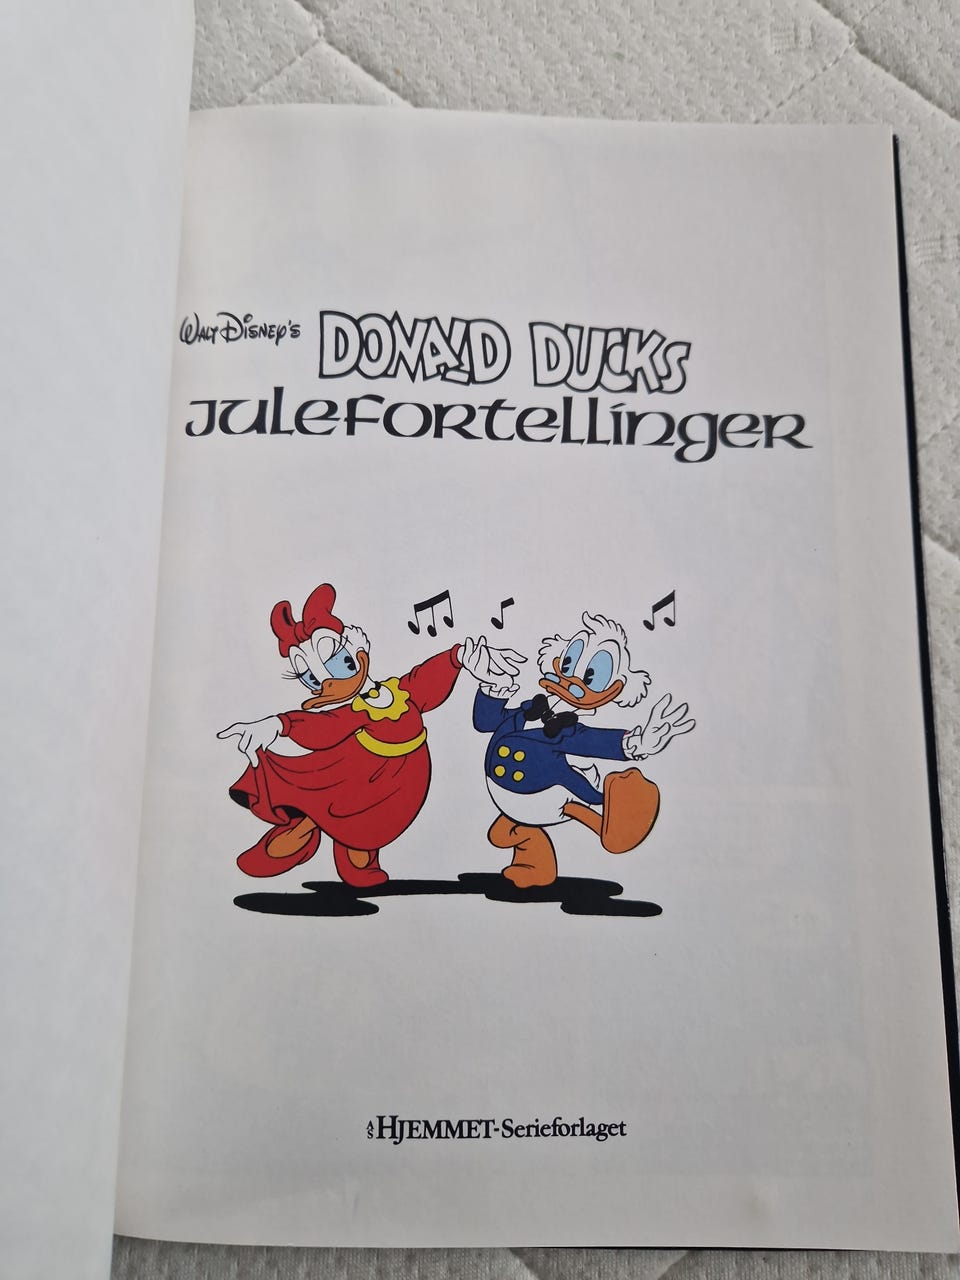 WALT DISNEY'S DONALD DUCKS
JULEFORTELLINGER
A/S HJEMMET-Serieforlaget